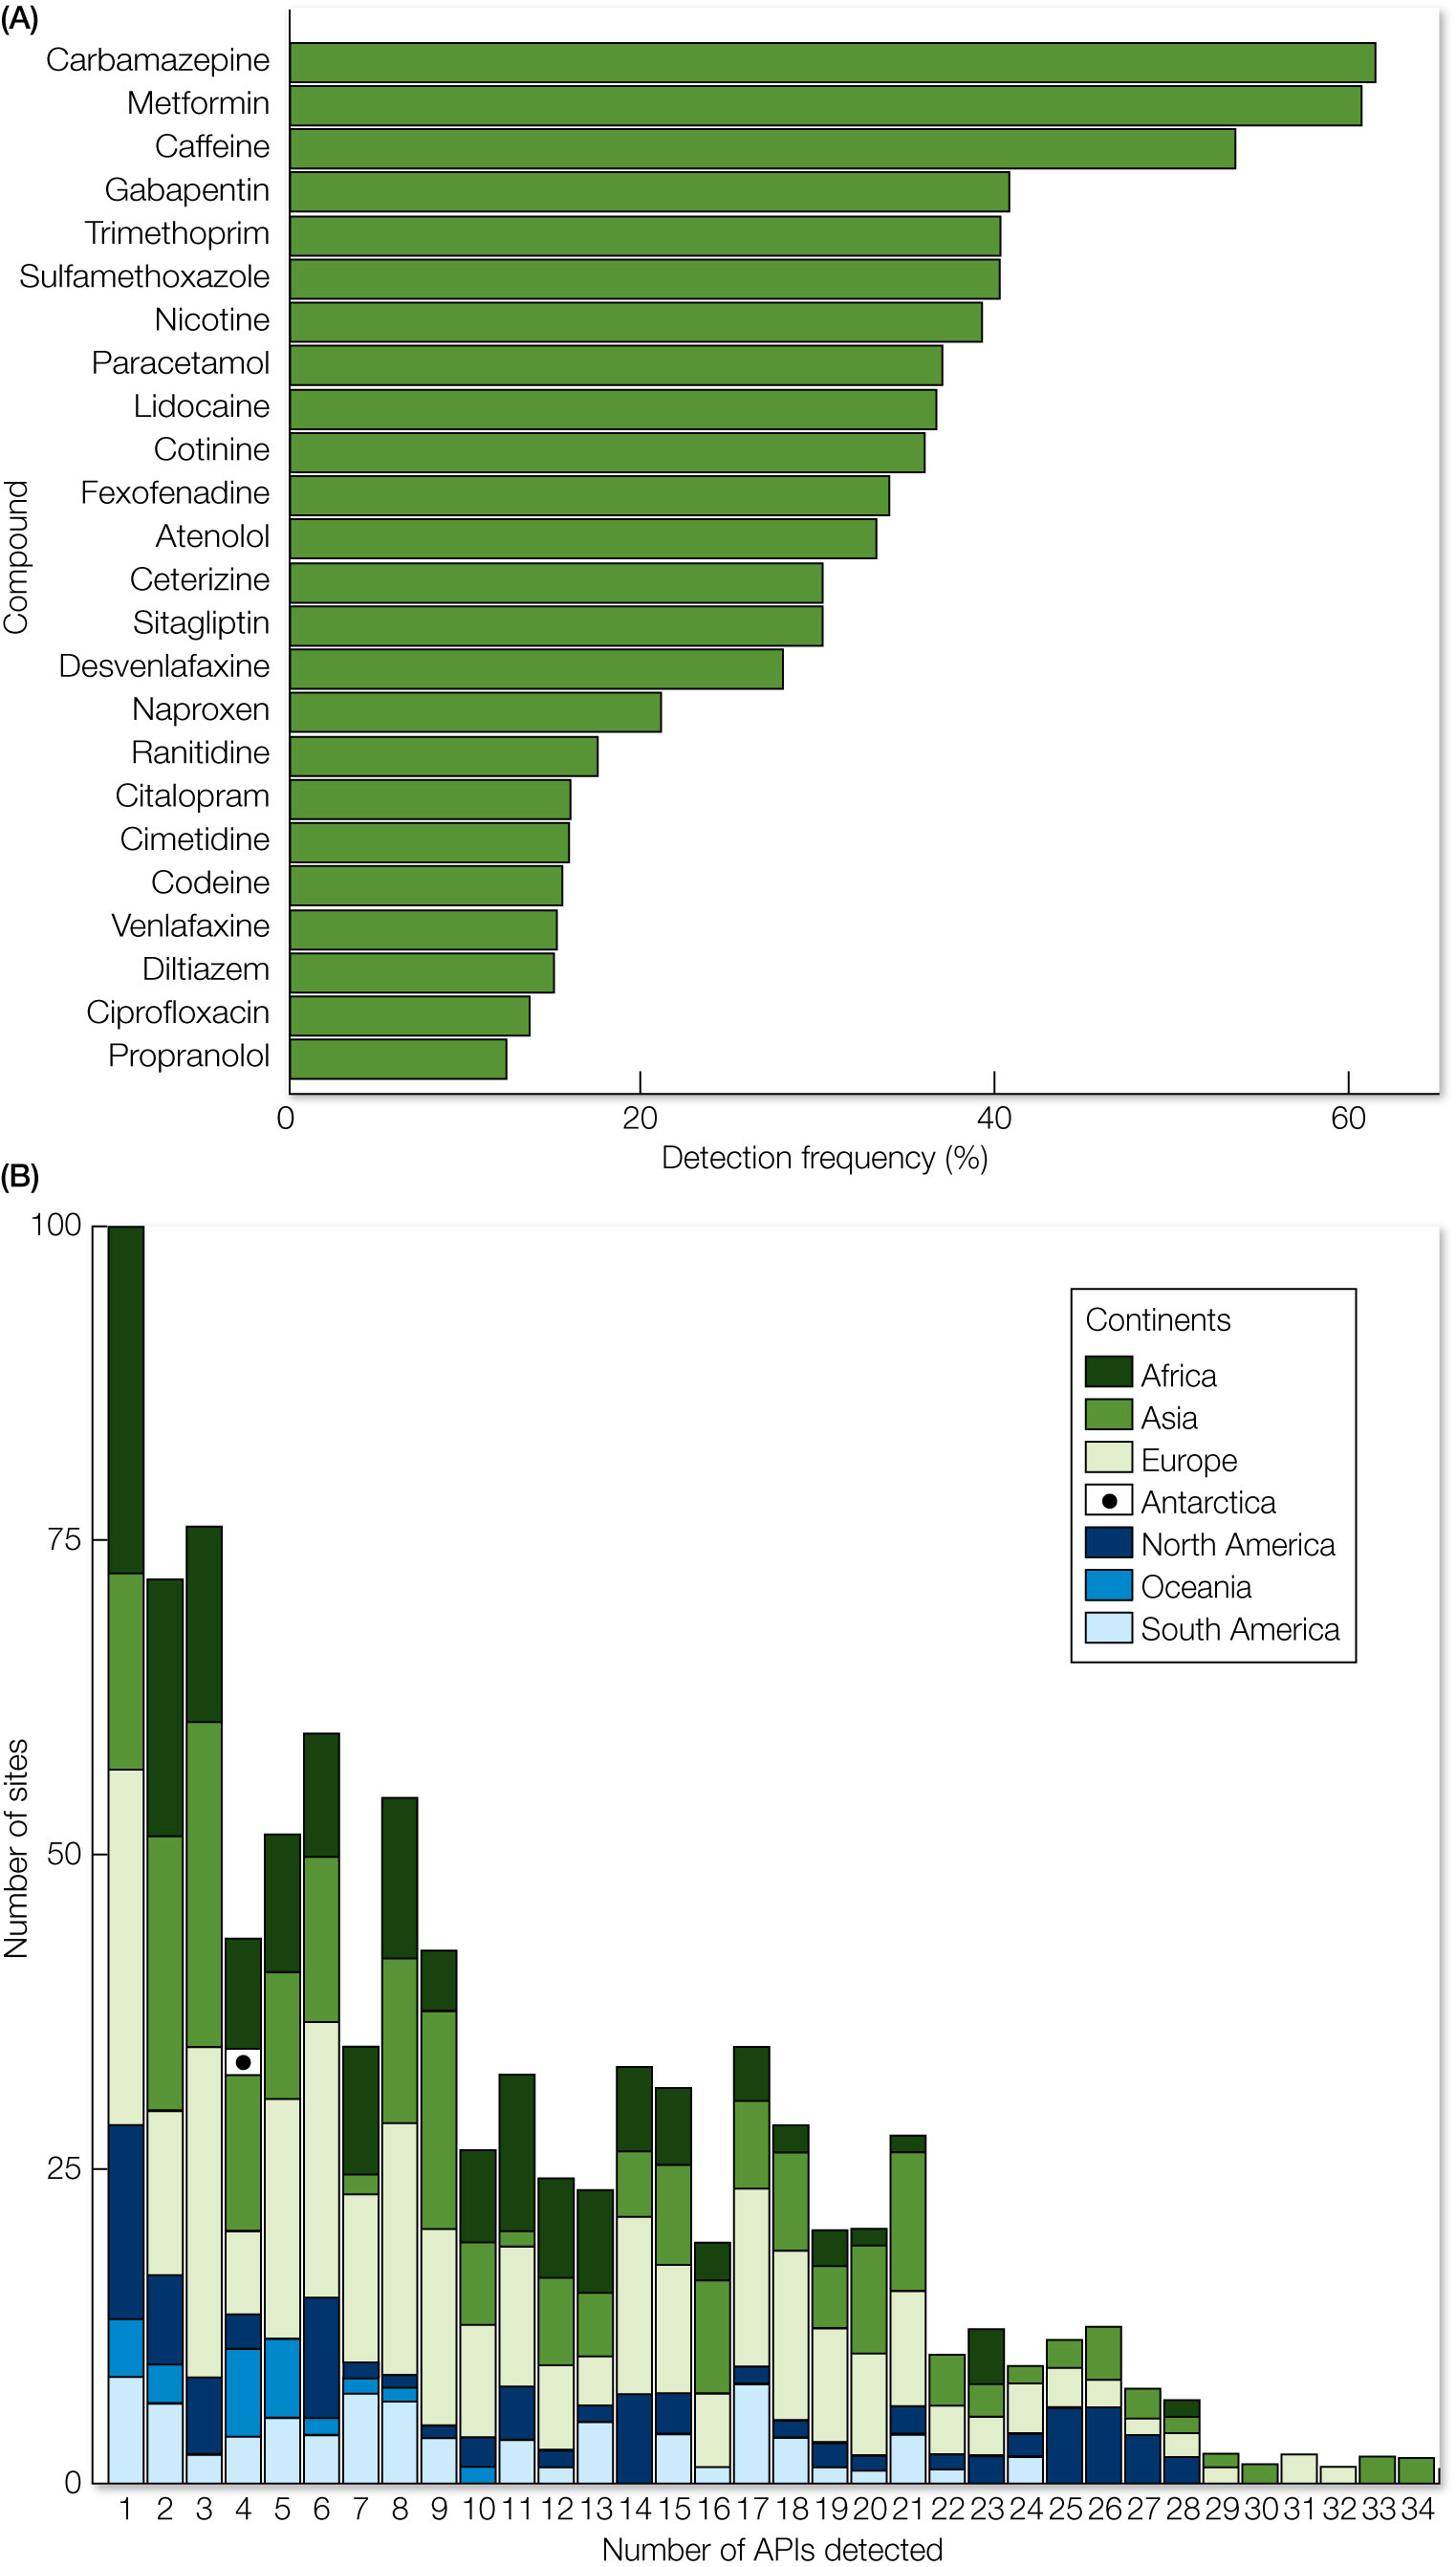 (A)
Carbamazepine
Metformin
Caffeine
Gabapentin
Trimethoprim
Sulfamethoxazole
Nicotine
Paracetamol
Lidocaine
Cotinine
Fexofenadine
Atenolol
Ceterizine
Sitagliptin
Desvenlafaxine
Naproxen
Ranitidine
Citalopram
Cimetidine
Codeine
Venlafaxine
Diltiazem
Ciprofloxacin
Propranolol
Compound
0 20 40 60
Detection frequency (%)
(B)
100
75
50
25
0
Number of sites
Continents
Africa
Asia
Europe
Antarctica
North America
Oceania
South America
1 2 3 4 5 6 7 8 9 10 11 12 13 14 15 16 17 18 19 20 21 22 23 24 25 26 27 28 29 30 31 32 33 34
Number of APIs detected